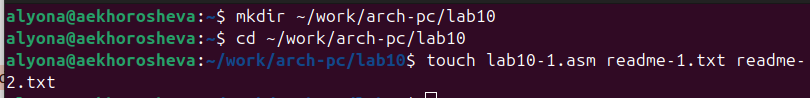 alyona@aekhorosheva:~$ mkdir ~/work/arch-pc/lab10
alyona@aekhorosheva:~$ cd ~/work/arch-pc/lab10
alyona@aekhorosheva:~/work/arch-pc/lab10$ touch lab10-1.asm readme-1.txt readme-
2.txt